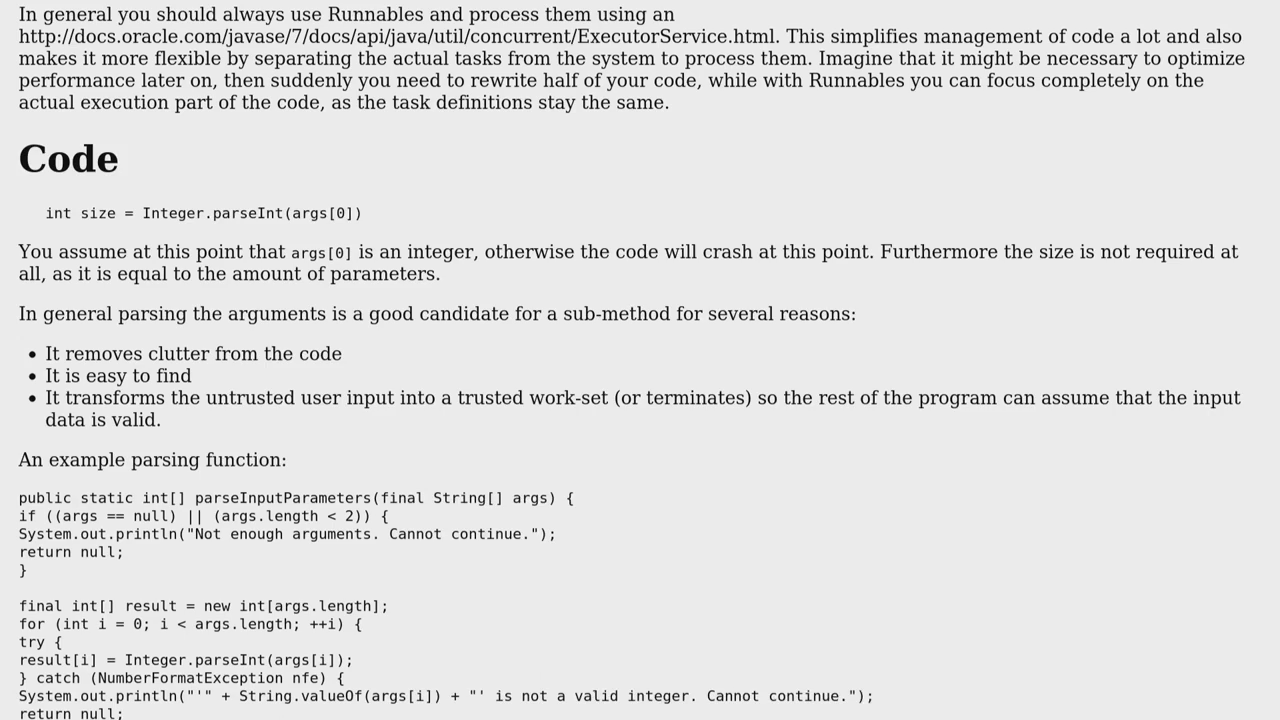 In general you should always use Runnables and process them using an
http://docs.oracle.com/javase/7/docs/api/java/util/concurrent/ExecutorService.html. This simplifies management of code a lot and also
makes it more flexible by separating the actual tasks from the system to process them. Imagine that it might be necessary to optimize
performance later on, then suddenly you need to rewrite half of your code, while with Runnables you can focus completely on the
actual execution part of the code, as the task definitions stay the same.
Code
int size = Integer.parseInt(args[0])
You assume at this point that args[0] is an integer, otherwise the code will crash at this point. Furthermore the size is not required at
all, as it is equal to the amount of parameters.
In general parsing the arguments is a good candidate for a sub-method for several reasons:
• It removes clutter from the code
• It is easy to find
• It transforms the untrusted user input into a trusted work-set (or terminates) so the rest of the program can assume that the input
data is valid.
An example parsing function:
public static int[] parseInputParameters(final String[] args) {
if ((args == null) || (args.length < 2)) {
System.out.println("Not enough arguments. Cannot continue.");
return null;
}
final int[] result = new int[args.length];
for (int i = 0; i < args.length; ++i) {
try {
result[i] = Integer.parseInt(args[i]);
} catch (NumberFormatException nfe) {
System.out.println("'" + String.valueOf(args[i]) + "' is not a valid integer. Cannot continue.");
return null;